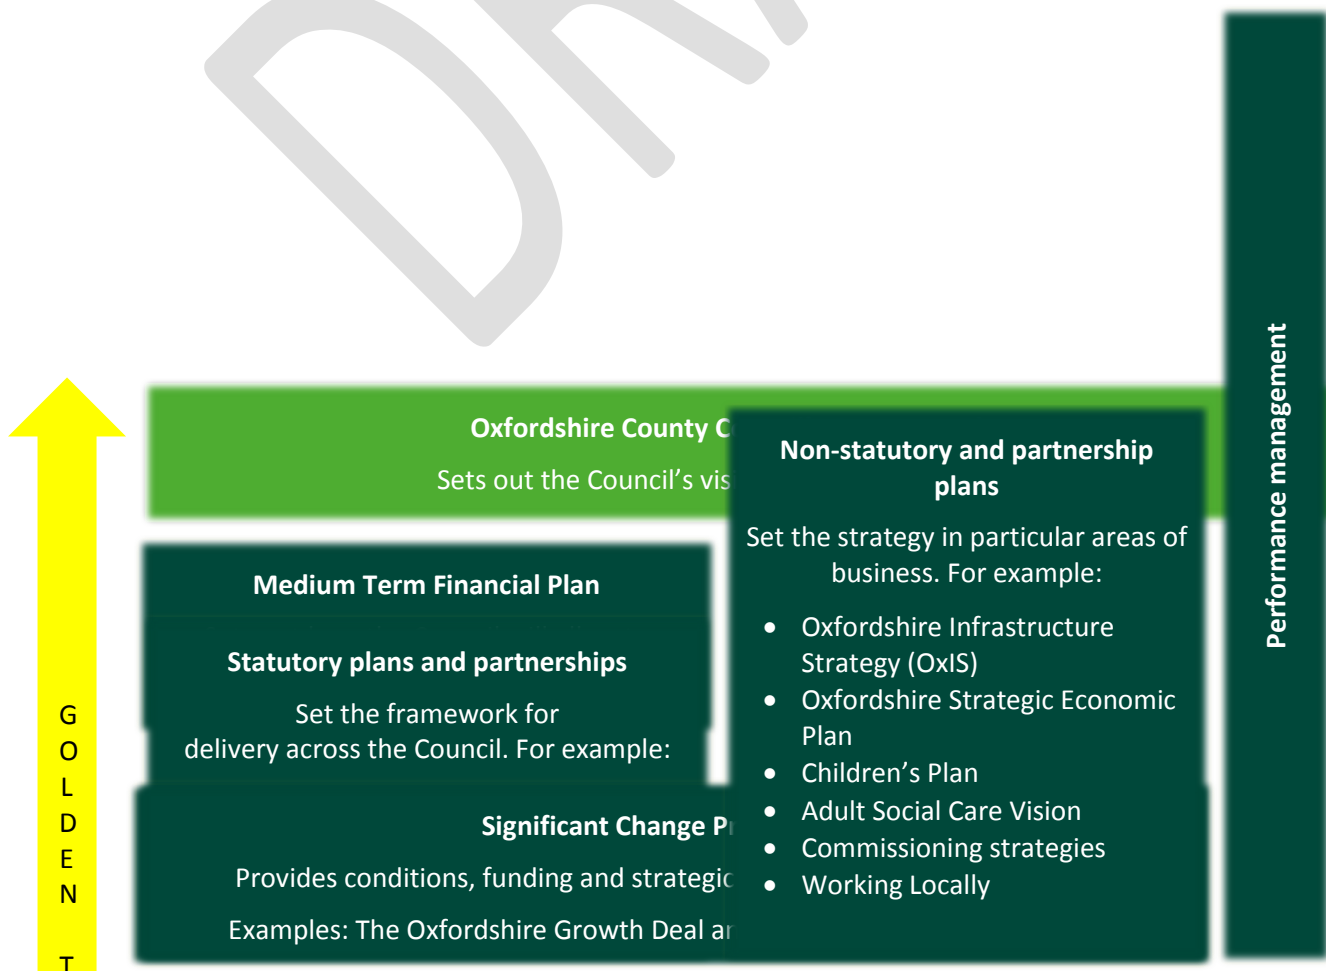 DRA
Oxfordshire County
Sets out the Council's
Medium Term Financial Plan
Statutory plans and partnerships
Set the framework for
delivery across the Council. For example:
Significant Change
Provides conditions, funding and strategic
Examples: The Oxfordshire Growth Deal
Non-statutory and partnership
plans
Set the strategy in particular areas of
business. For example:
• Oxfordshire Infrastructure
Strategy (OxIS)
• Oxfordshire Strategic Economic
Plan
• Children's Plan
• Adult Social Care Vision
• Commissioning strategies
• Working Locally
Performance management
GOLDEN T